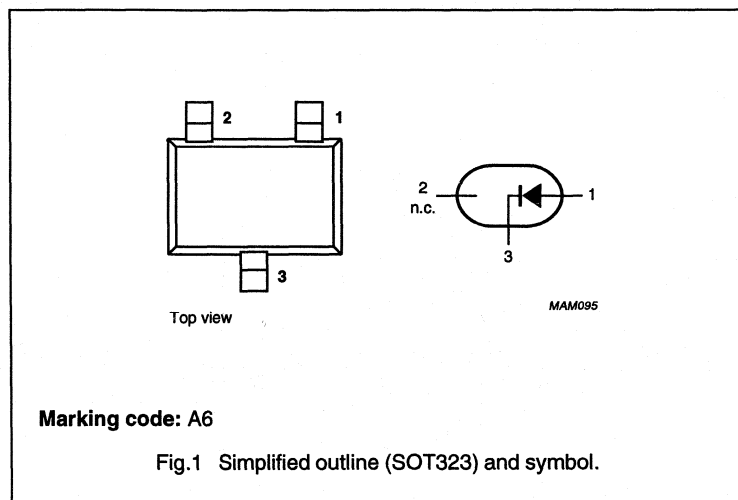 2
1
3
2
n.c.
1
3
Top view
MAM095
Marking code: A6
Fig.1 Simplified outline (SOT323) and symbol.